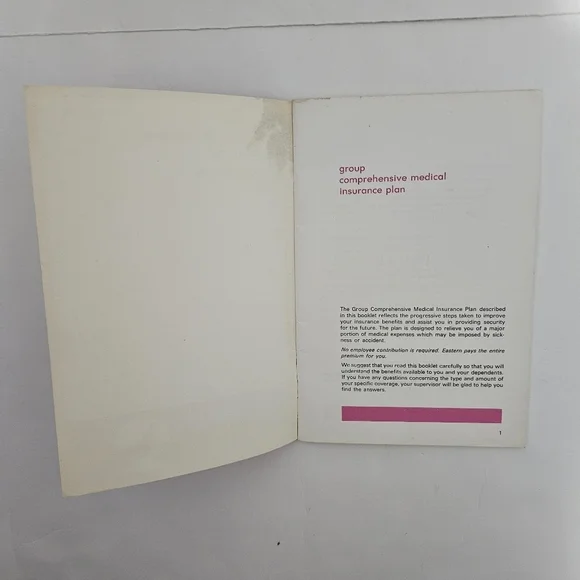 group
comprehensive medical
insurance plan
The Group Comprehensive Medical Insurance Plan described
in this booklet reflects the progressive steps taken to improve
your insurance benefits and assist you in providing security
for the future. The plan is designed to relieve you of a major
portion of medical expenses which may be imposed by sick-
ness or accident.
No employee contribution is required. Eastern pays the entire
premium for you.
We suggest that you read this booklet carefully so that you will
understand the benefits available to you and your dependents.
If you have any questions concerning the type and amount of
your specific coverage, your supervisor will be glad to help you
find the answers.
1